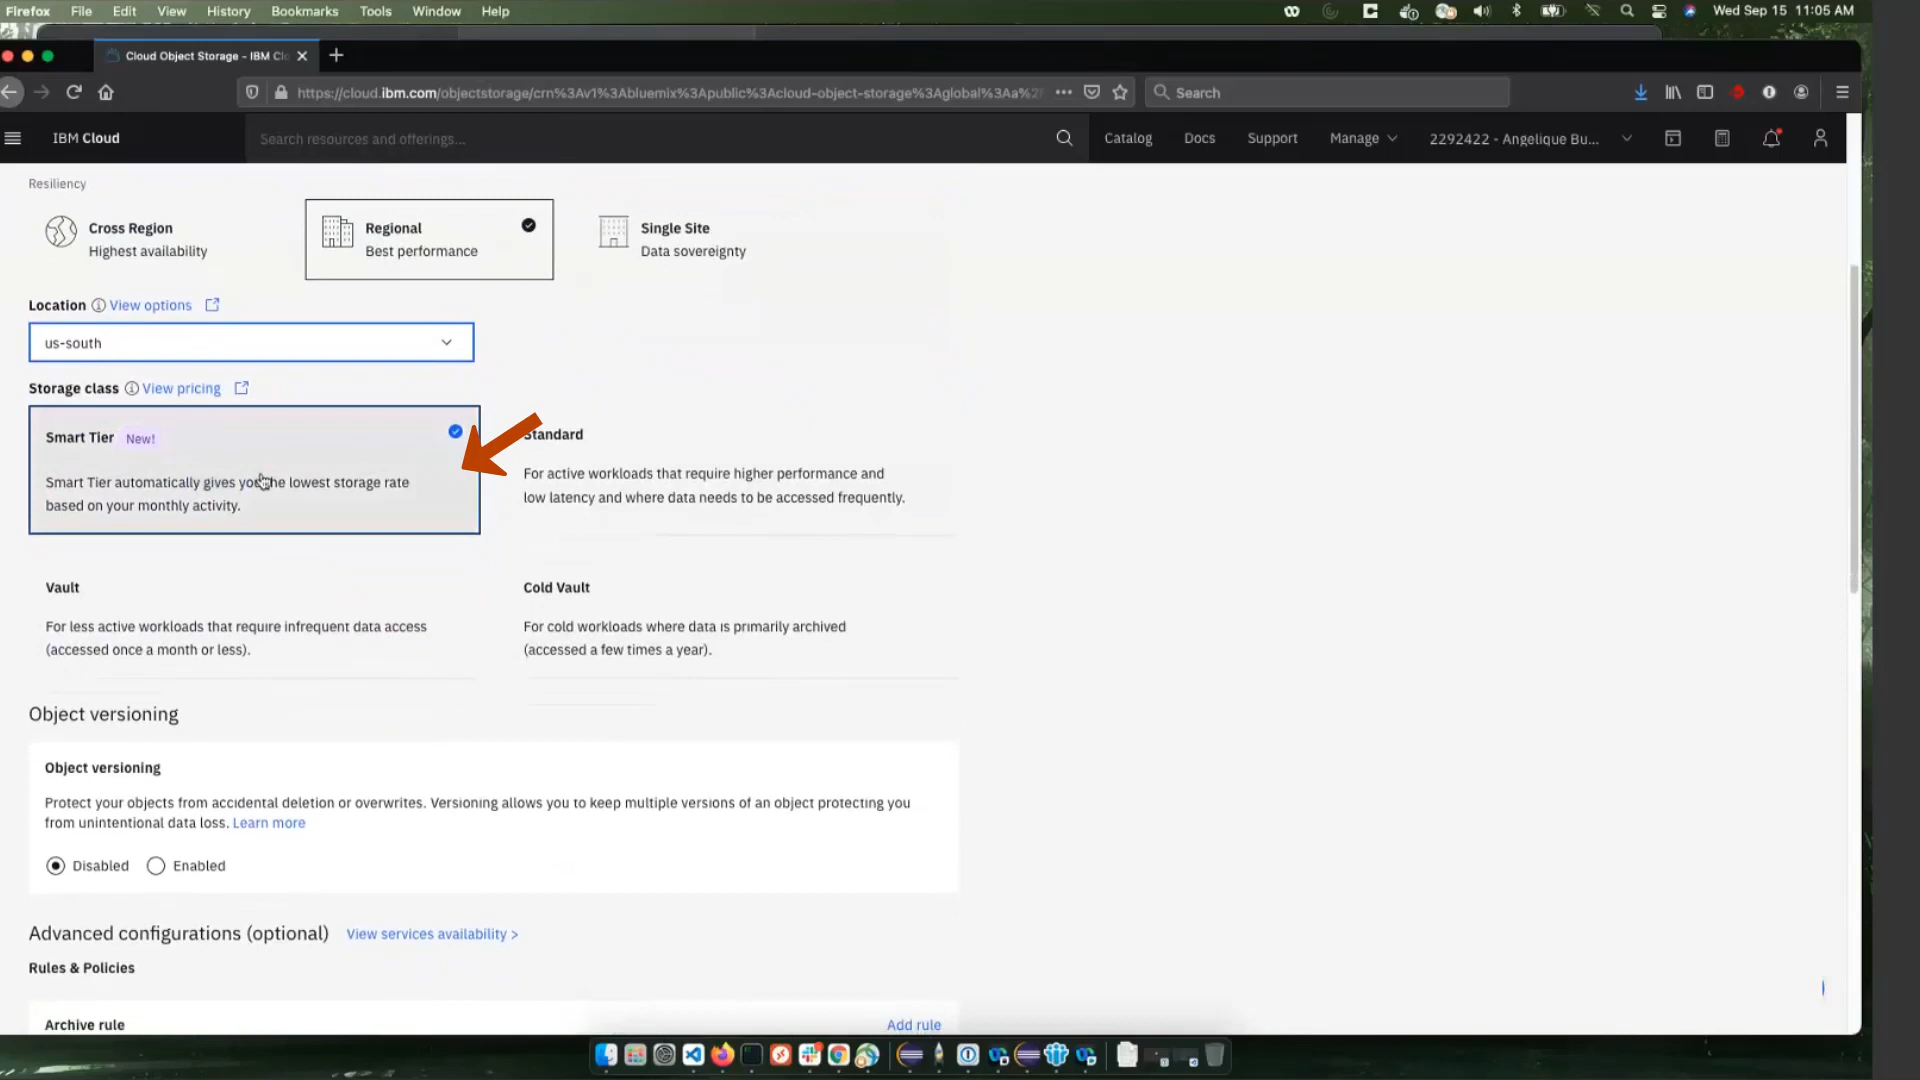 Firefox File Edit View History Bookmarks Tools Window Help Wed Sep 15 11:05 AM
Cloud Object Storage - IBM Clo
https://cloud.ibm.com/objectstorage/crn%3Av1%3Abluemix%3Apublic%3Acloud-object-storage%3Aglobal%3Aa%2F Search
IBM Cloud Search resources and offerings... Catalog Docs Support Manage 2292422 - Angelique Bu...
Resiliency
Cross Region
Highest availability
Regional
Best performance
Single Site
Data sovereignty
Location View options
us-south
Storage class View pricing
Smart Tier New!
Smart Tier automatically gives you the lowest storage rate
based on your monthly activity.
Standard
For active workloads that require higher performance and
low latency and where data needs to be accessed frequently.
Vault
For less active workloads that require infrequent data access
(accessed once a month or less).
Cold Vault
For cold workloads where data is primarily archived
(accessed a few times a year).
Object versioning
Object versioning
Protect your objects from accidental deletion or overwrites. Versioning allows you to keep multiple versions of an object protecting you
from unintentional data loss. Learn more
Disabled Enabled
Advanced configurations (optional) View services availability >
Rules & Policies
Archive rule Add rule